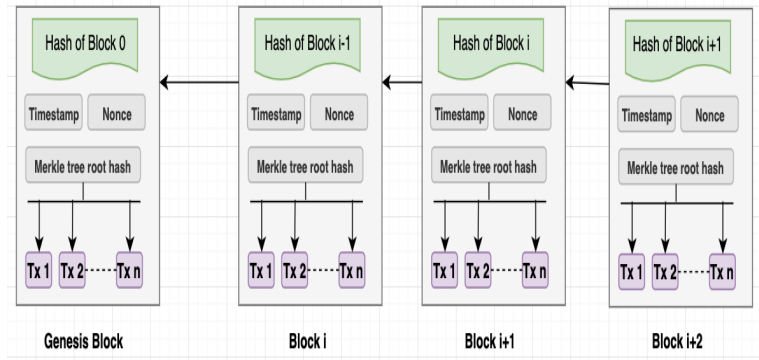 Hash of Block 0
Timestamp Nonce
Merkle tree root hash
Tx 1 Tx 2 Tx n
Genesis Block
Hash of Block i-1
Timestamp Nonce
Merkle tree root hash
Tx 1 Tx 2 Tx n
Block i
Hash of Block i
Timestamp Nonce
Merkle tree root hash
Tx 1 Tx 2 Tx n
Block i+1
Hash of Block i+1
Timestamp Nonce
Merkle tree root hash
Tx 1 Tx 2 Tx n
Block i+2